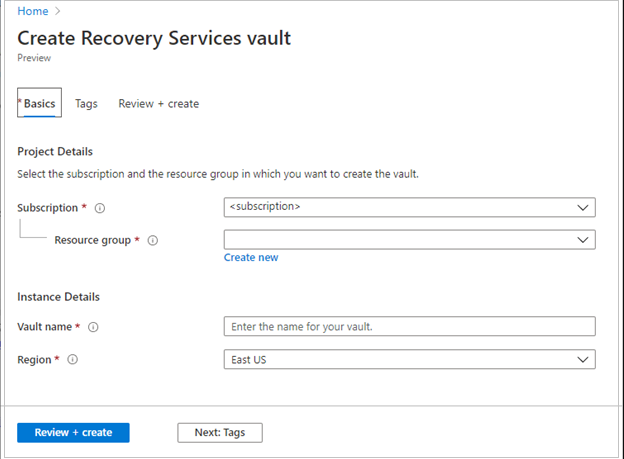 Home >
Create Recovery Services vault
Preview
* Basics Tags Review + create
Project Details
Select the subscription and the resource group in which you want to create the vault.
Subscription * <subscription>
Resource group *
Create new
Instance Details
Vault name * Enter the name for your vault.
Region * East US
Review + create Next: Tags